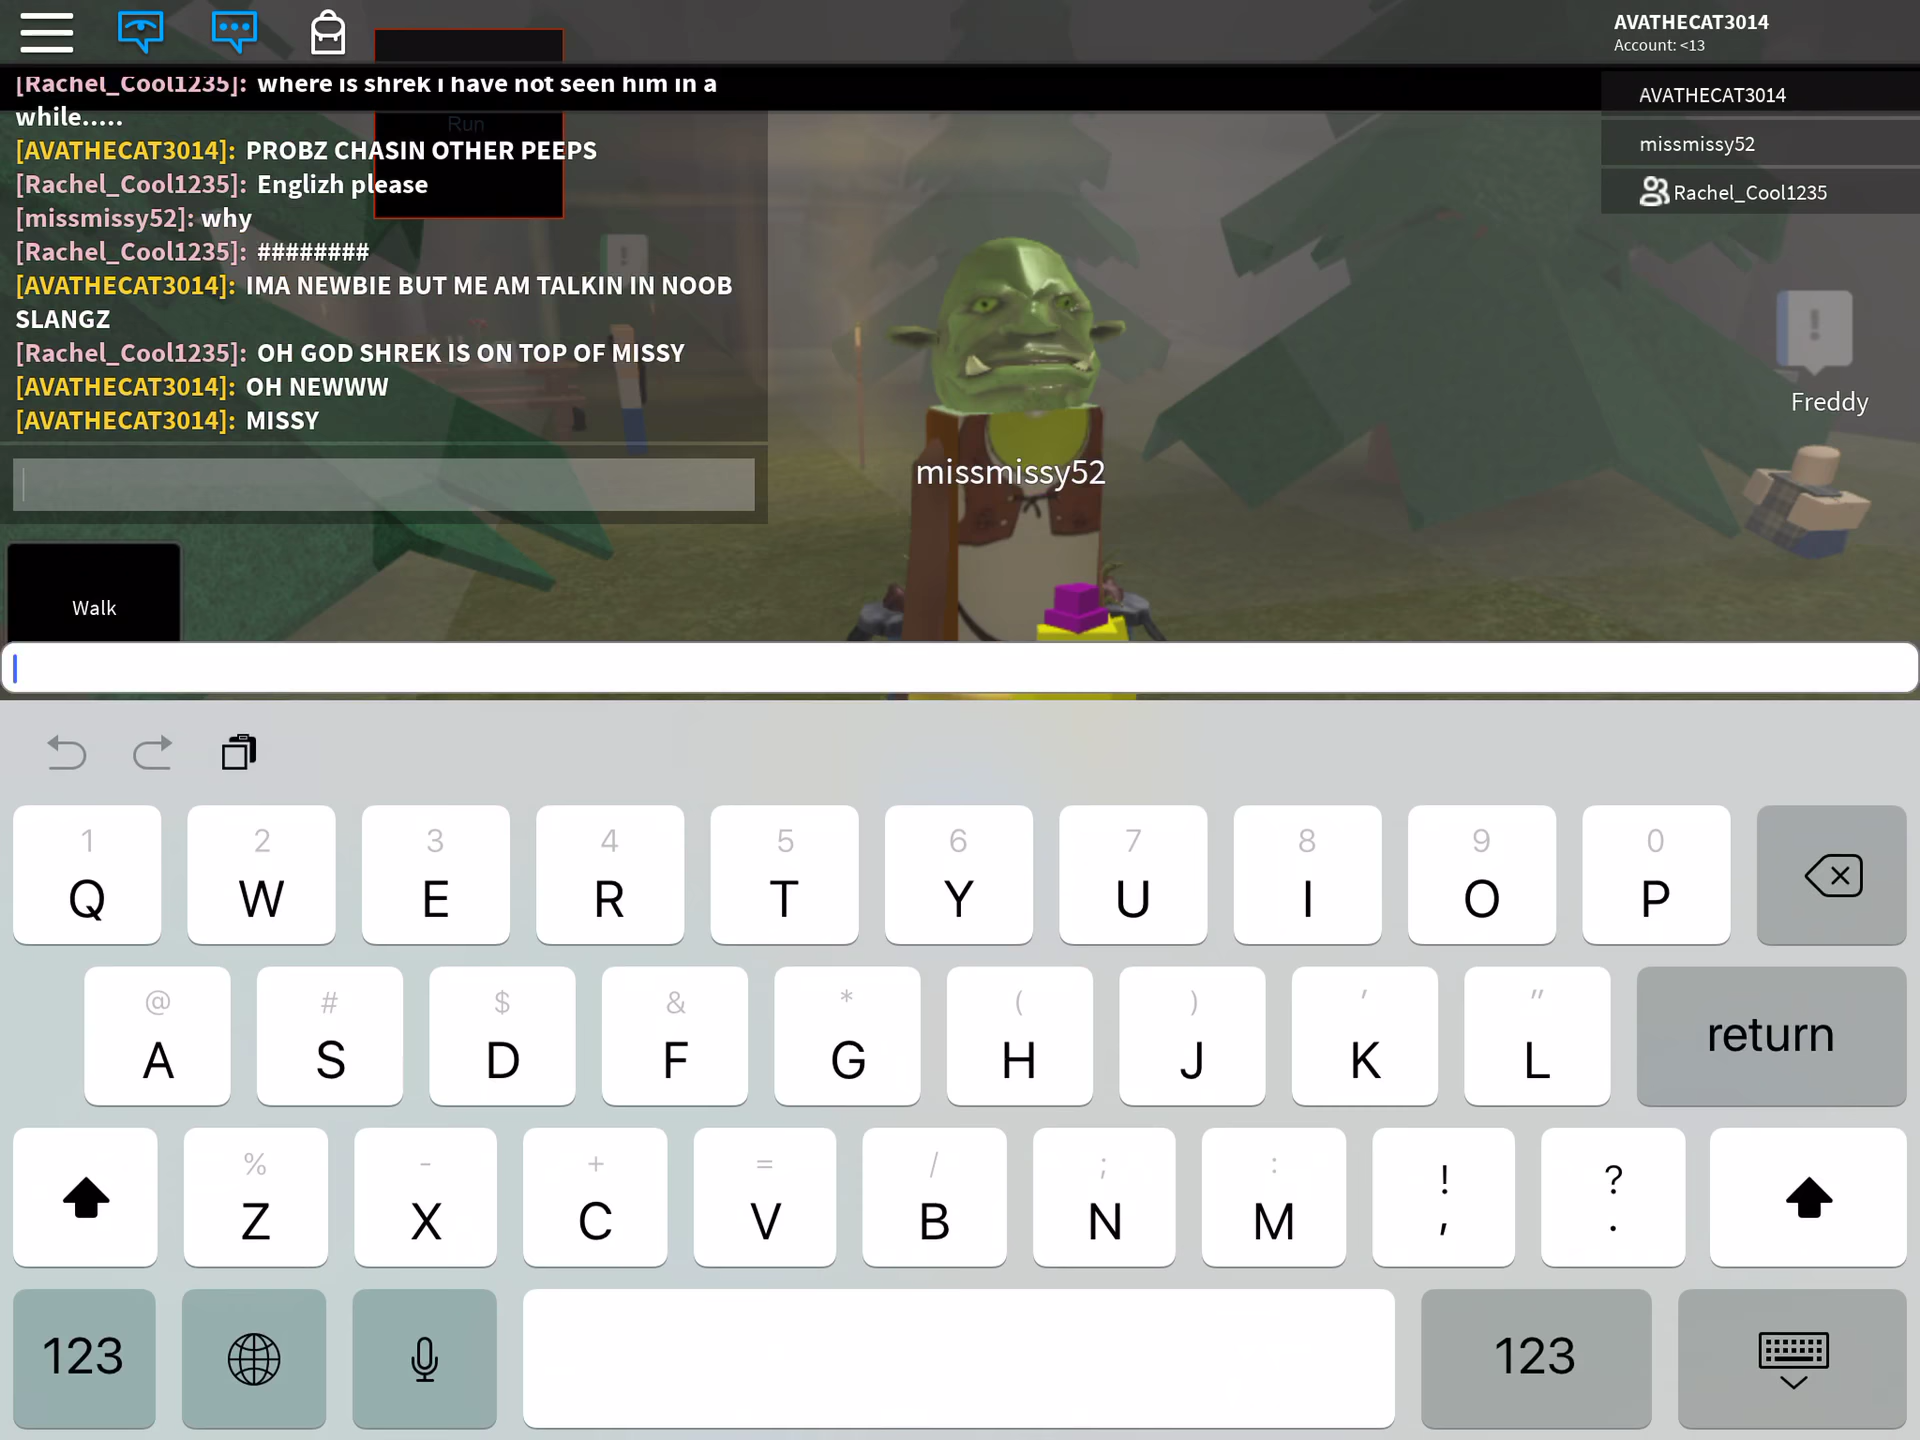 AVATHECAT3014
Account: <13
[Rachel_Cool1235]: where is shrek i have not seen him in a
while.....
Run
[AVATHECAT3014]: PROBZ CHASIN OTHER PEEPS
[Rachel_Cool1235]: Englizh please
[missmissy52]: why
[Rachel_Cool1235]: ########
[AVATHECAT3014]: IMA NEWBIE BUT ME AM TALKIN IN NOOB
SLANGZ
[Rachel_Cool1235]: OH GOD SHREK IS ON TOP OF MISSY
[AVATHECAT3014]: OH NEWWW
[AVATHECAT3014]: MISSY
AVATHECAT3014
missmissy52
Rachel_Cool1235
!
Freddy
missmissy52
Walk
1 2 3 4 5 6 7 8 9 0
Q W E R T Y U I O P
@ # $ & * ( ) ' "
A S D F G H J K L return
% - + = / ; : ! ?
Z X C V B N M , .
123 123